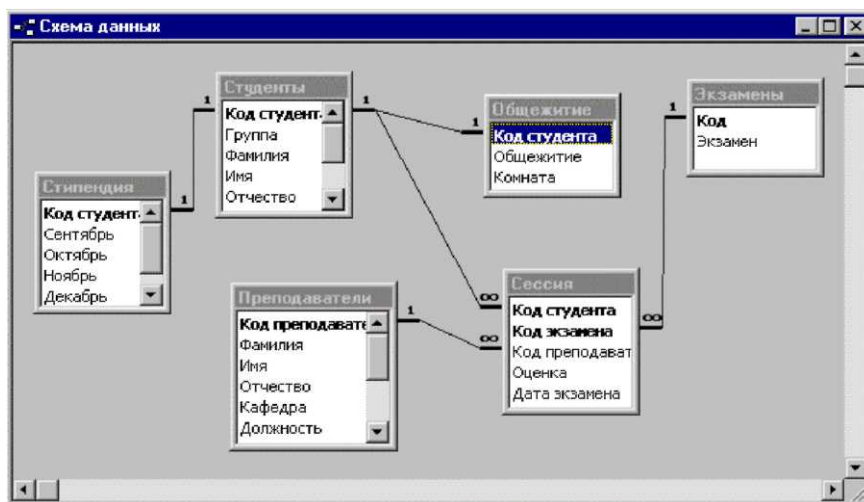 Схема данных
Студенты
Код студент
Группа
Фамилия
Имя
Отчество
1
1
Общежитие
Код студента
Общежитие
Комната
1
Экзамены
Код
Экзамен
1
Стипендия
Код студент
Сентябрь
Октябрь
Ноябрь
Декабрь
1
Преподаватели
Код преподавате
Фамилия
Имя
Отчество
Кафедра
Должность
1
Сессия
Код студента
Код экзамена
Код преподават
Оценка
Дата экзамена
∞
∞
∞